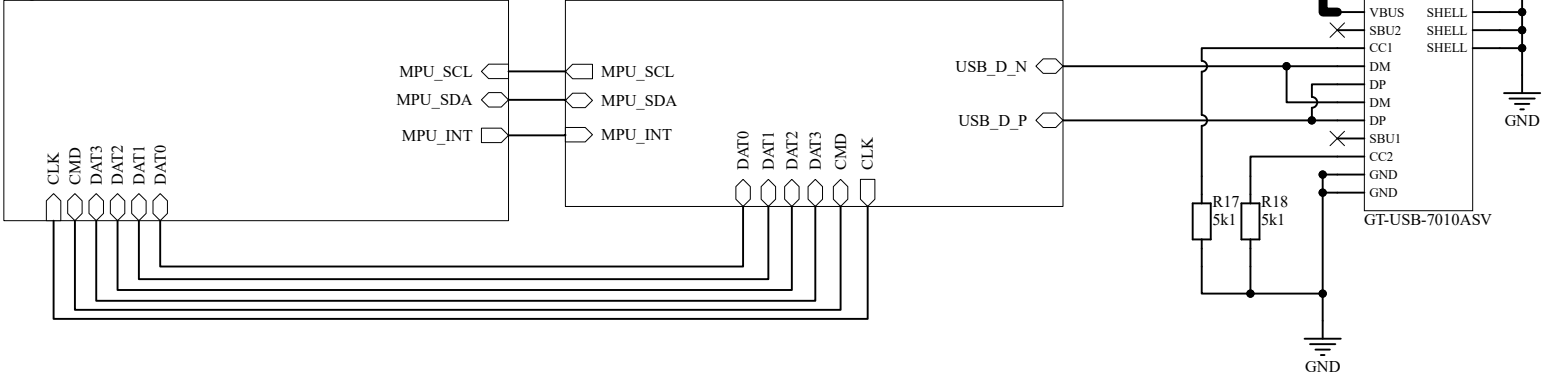 MPU_SCL
MPU_SDA
MPU_INT
CLK
CMD
DAT3
DAT2
DAT1
DAT0
MPU_SCL
MPU_SDA
MPU_INT
DAT0
DAT1
DAT2
DAT3
CMD
CLK
USB_D_N
USB_D_P
R17
5k1
R18
5k1
VBUS
SBU2
CC1
DM
DP
DM
DP
SBU1
CC2
GND
GND
SHELL
SHELL
SHELL
GT-USB-7010ASV
GND
GND